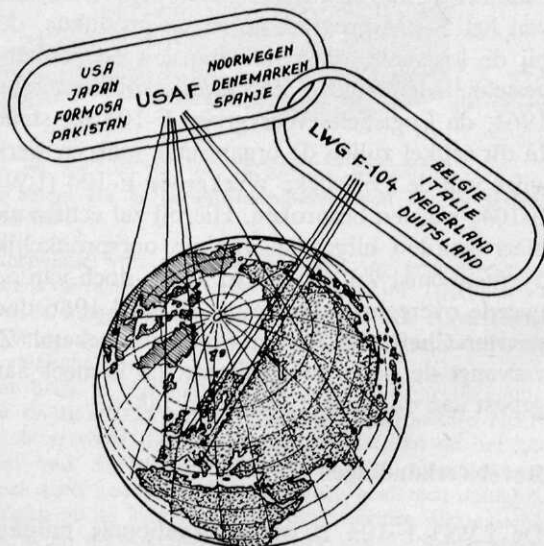 USA
JAPAN
FORMOSA
PAKISTAN
USAF
NOORWEGEN
DENEMARKEN
SPANJE
LWG F-104
BELGIE
ITALIE
NEDERLAND
DUITSLAND